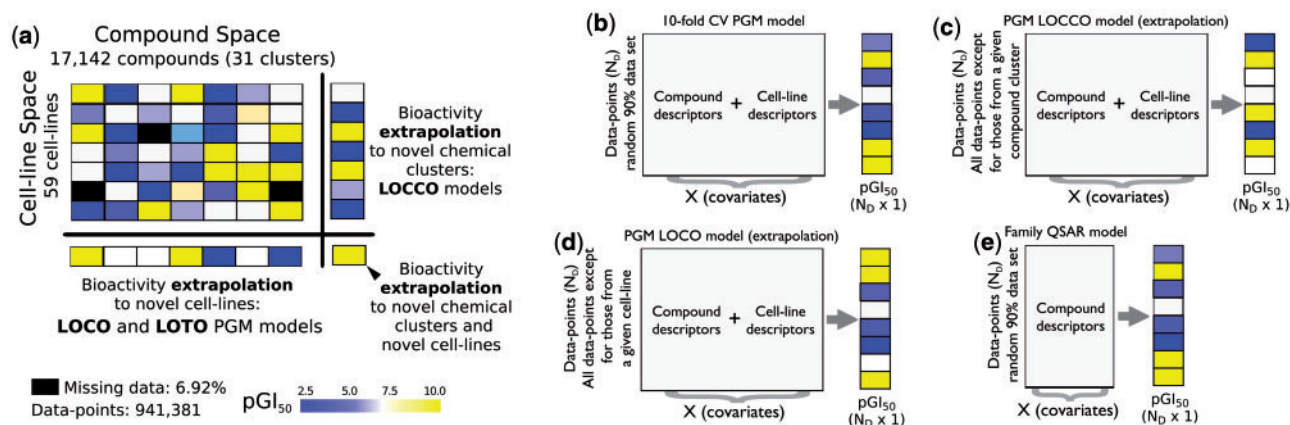 (a)
Compound Space
17,142 compounds (31 clusters)
Cell-line Space
59 cell-lines
Bioactivity
extrapolation
to novel chemical
clusters:
LOCCO models
Bioactivity extrapolation
to novel cell-lines:
LOCO and LOTO PGM models
Bioactivity
extrapolation
to novel chemical
clusters and
novel cell-lines
Missing data: 6.92%
Data-points: 941,381
pGI50
2.5 5.0 7.5 10.0
(b)
10-fold CV PGM model
Data-points (ND)
random 90% data set
Compound
descriptors
+
Cell-line
descriptors
X (covariates)
pGI50
(ND x 1)
(c)
PGM LOCCO model (extrapolation)
Data-points (ND)
All data-points except
for those from a given
compound cluster
Compound
descriptors
+
Cell-line
descriptors
X (covariates)
pGI50
(ND x 1)
(d)
PGM LOCO model (extrapolation)
Data-points (ND)
All data-points except
for those from
a given cell-line
Compound
descriptors
+
Cell-line
descriptors
X (covariates)
pGI50
(ND x 1)
(e)
Family QSAR model
Data-points (ND)
random 90% data set
Compound
descriptors
X (covariates)
pGI50
(ND x 1)